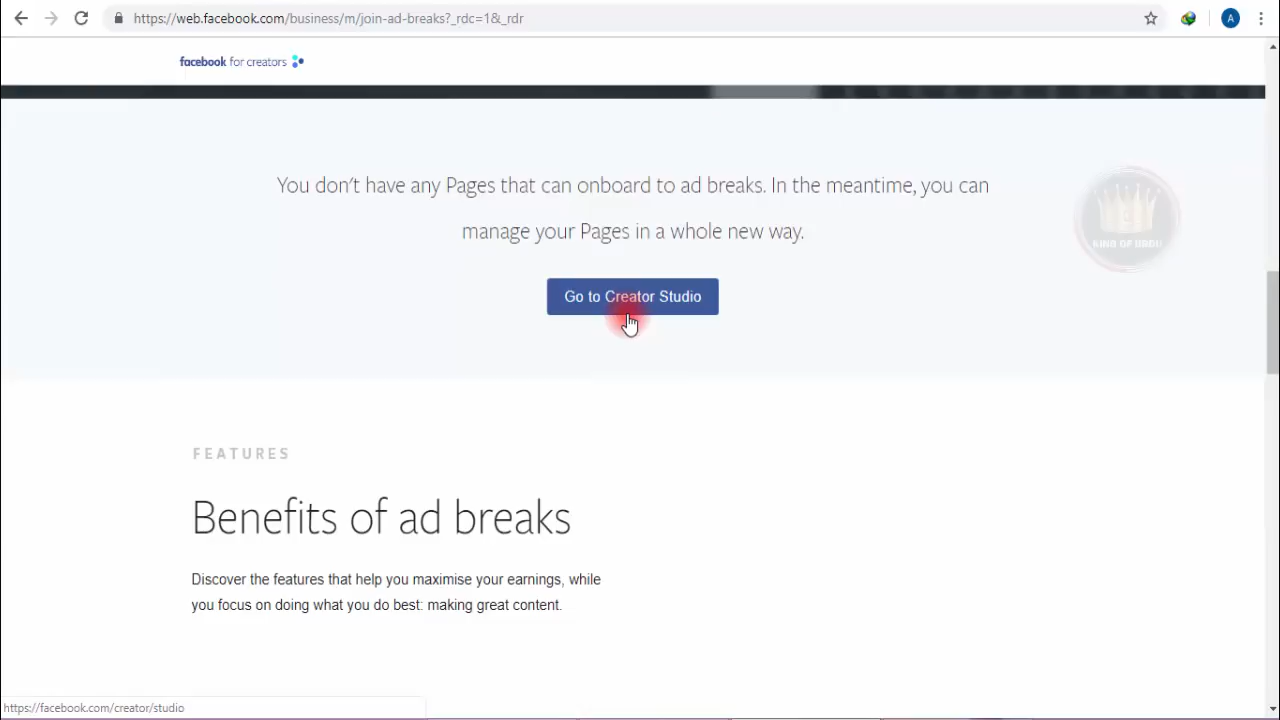 https://web.facebook.com/business/m/join-ad-breaks?_rdc=1&_rdr
A
facebook for creators
You don't have any Pages that can onboard to ad breaks. In the meantime, you can
manage your Pages in a whole new way.
KING OF URDU
Go to Creator Studio
FEATURES
Benefits of ad breaks
Discover the features that help you maximise your earnings, while
you focus on doing what you do best: making great content.
https://facebook.com/creator/studio